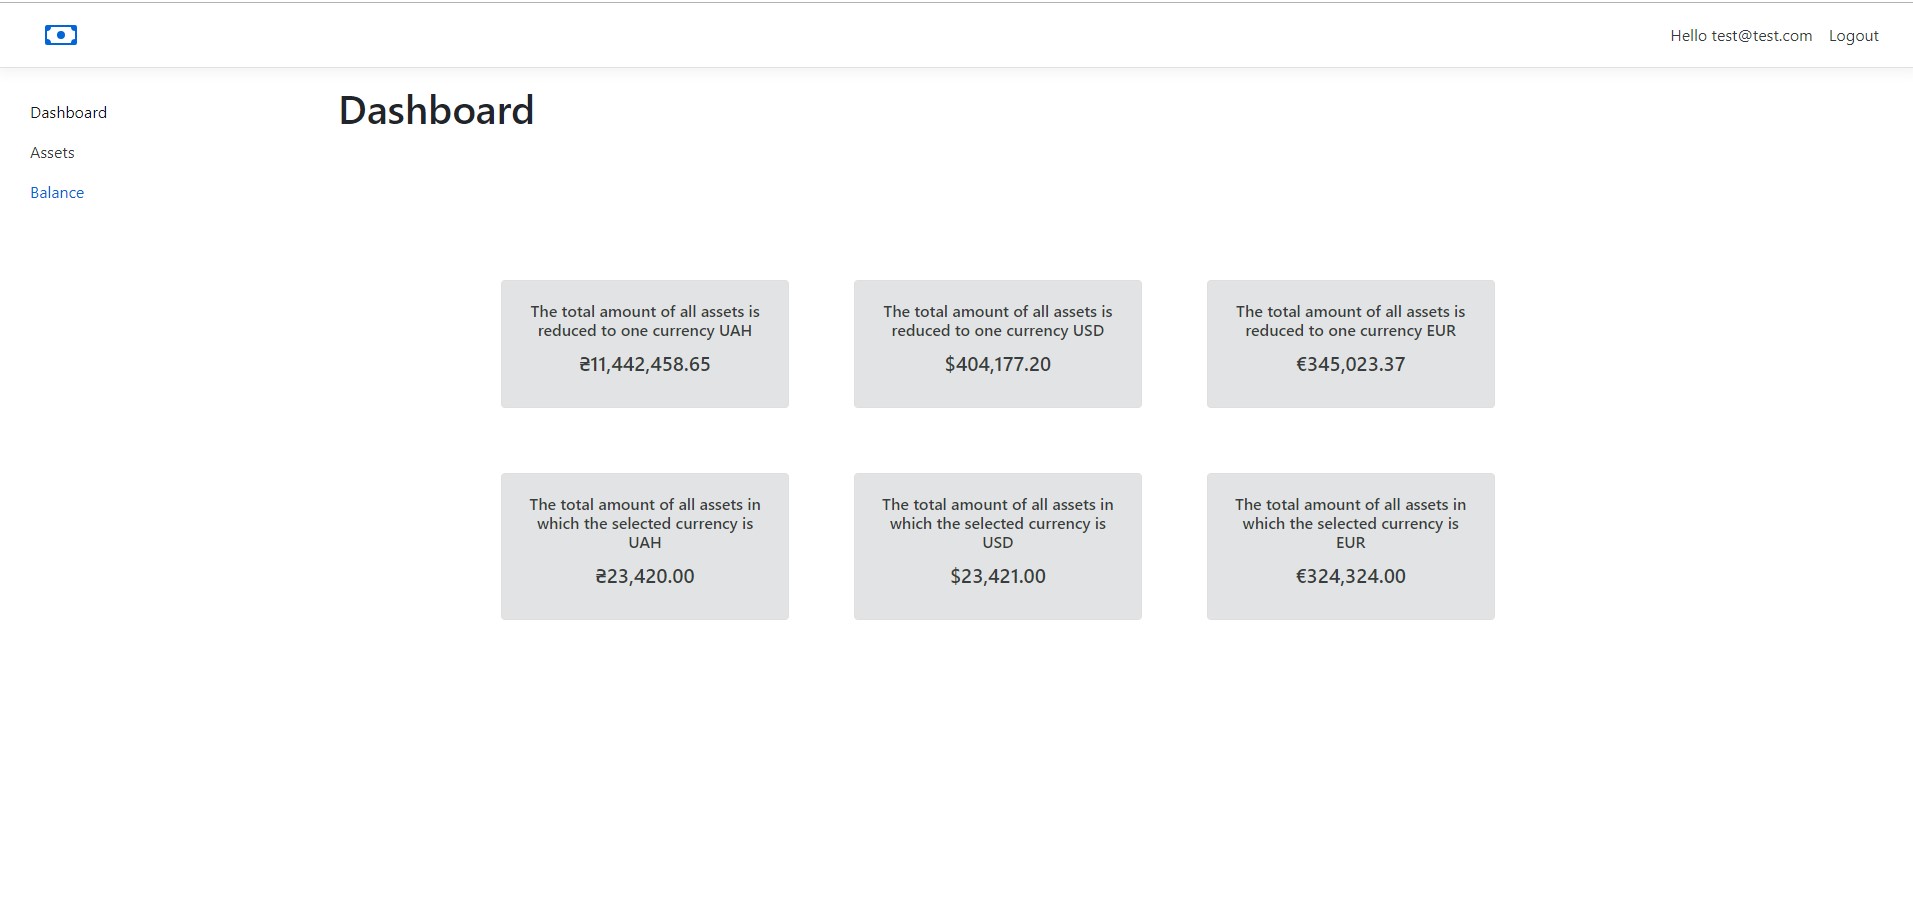 Hello test@test.com Logout
Dashboard
Assets
Balance
Dashboard
The total amount of all assets is
reduced to one currency UAH
₴11,442,458.65
The total amount of all assets is
reduced to one currency USD
$404,177.20
The total amount of all assets is
reduced to one currency EUR
€345,023.37
The total amount of all assets in
which the selected currency is
UAH
₴23,420.00
The total amount of all assets in
which the selected currency is
USD
$23,421.00
The total amount of all assets in
which the selected currency is
EUR
€324,324.00